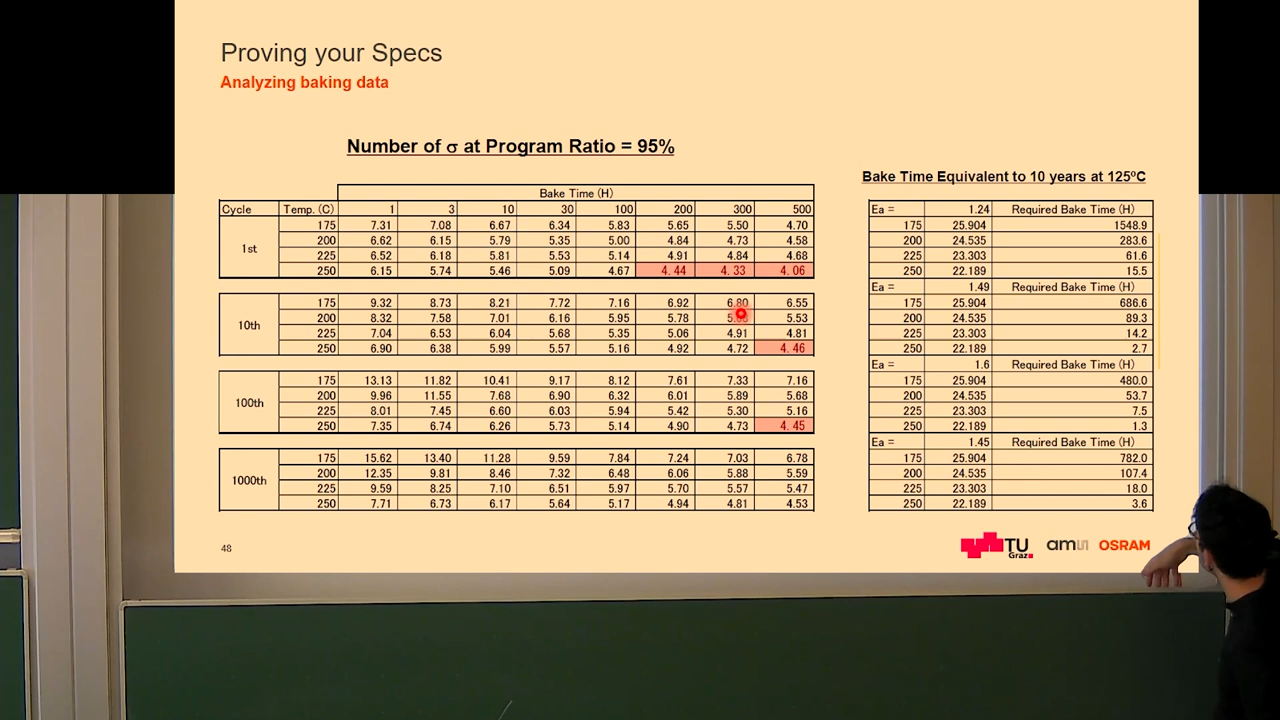 Proving your Specs
Analyzing baking data
Number of σ at Program Ratio = 95%
Bake Time (H)
Cycle Temp. (C) 1 3 10 30 100 200 300 500
1st
175 7.31 7.08 6.67 6.34 5.83 5.65 5.50 4.70
200 6.62 6.15 5.79 5.35 5.00 4.84 4.73 4.58
225 6.52 6.18 5.81 5.53 5.14 4.91 4.84 4.68
250 6.15 5.74 5.46 5.09 4.67 4.44 4.33 4.06
10th
175 9.32 8.73 8.21 7.72 7.16 6.92 6.80 6.55
200 8.32 7.58 7.01 6.16 5.95 5.78 5.53
225 7.04 6.53 6.04 5.68 5.35 5.06 4.91 4.81
250 6.90 6.38 5.99 5.57 5.16 4.92 4.72 4.46
100th
175 13.13 11.82 10.41 9.17 8.12 7.61 7.33 7.16
200 9.96 11.55 7.68 6.90 6.32 6.01 5.89 5.68
225 8.01 7.45 6.60 6.03 5.94 5.42 5.30 5.16
250 7.35 6.74 6.26 5.73 5.14 4.90 4.73 4.45
1000th
175 15.62 13.40 11.28 9.59 7.84 7.24 7.03 6.78
200 12.35 9.81 8.46 7.32 6.48 6.06 5.88 5.59
225 9.59 8.25 7.10 6.51 5.97 5.70 5.57 5.47
250 7.71 6.73 6.17 5.64 5.17 4.94 4.81 4.53
Bake Time Equivalent to 10 years at 125ºC
Ea = 1.24 Required Bake Time (H)
175 25.904 1548.9
200 24.535 283.6
225 23.303 61.6
250 22.189 15.5
Ea = 1.49 Required Bake Time (H)
175 25.904 686.6
200 24.535 89.3
225 23.303 14.2
250 22.189 2.7
Ea = 1.6 Required Bake Time (H)
175 25.904 480.0
200 24.535 53.7
225 23.303 7.5
250 22.189 1.3
Ea = 1.45 Required Bake Time (H)
175 25.904 782.0
200 24.535 107.4
225 23.303 18.0
250 22.189 3.6
48
TU
Graz
am
OSRAM